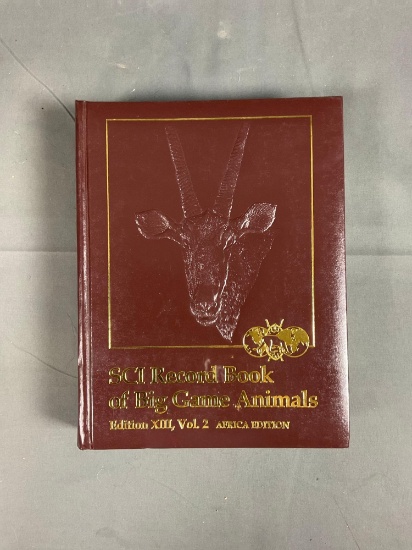 SCI Record Book
of Big Game Animals
Edition XIII, Vol. 2 AFRICA EDITION